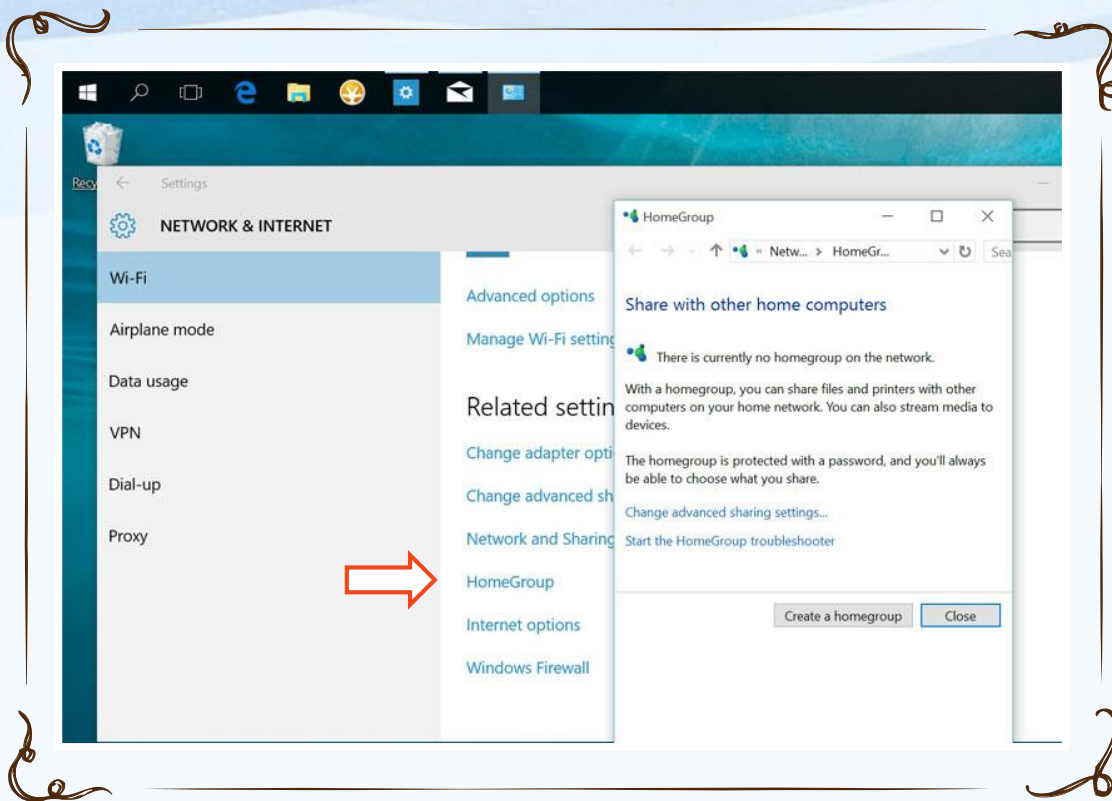 Recy
Settings
NETWORK & INTERNET
Wi-Fi
Airplane mode
Data usage
VPN
Dial-up
Proxy
Advanced options
Manage Wi-Fi setting
Related settin
Change adapter opti
Change advanced sh
Network and Sharing
HomeGroup
Internet options
Windows Firewall
HomeGroup
« Netw... > HomeGr...
Sea
Share with other home computers
There is currently no homegroup on the network.
With a homegroup, you can share files and printers with other
computers on your home network. You can also stream media to
devices.
The homegroup is protected with a password, and you'll always
be able to choose what you share.
Change advanced sharing settings...
Start the HomeGroup troubleshooter
Create a homegroup
Close